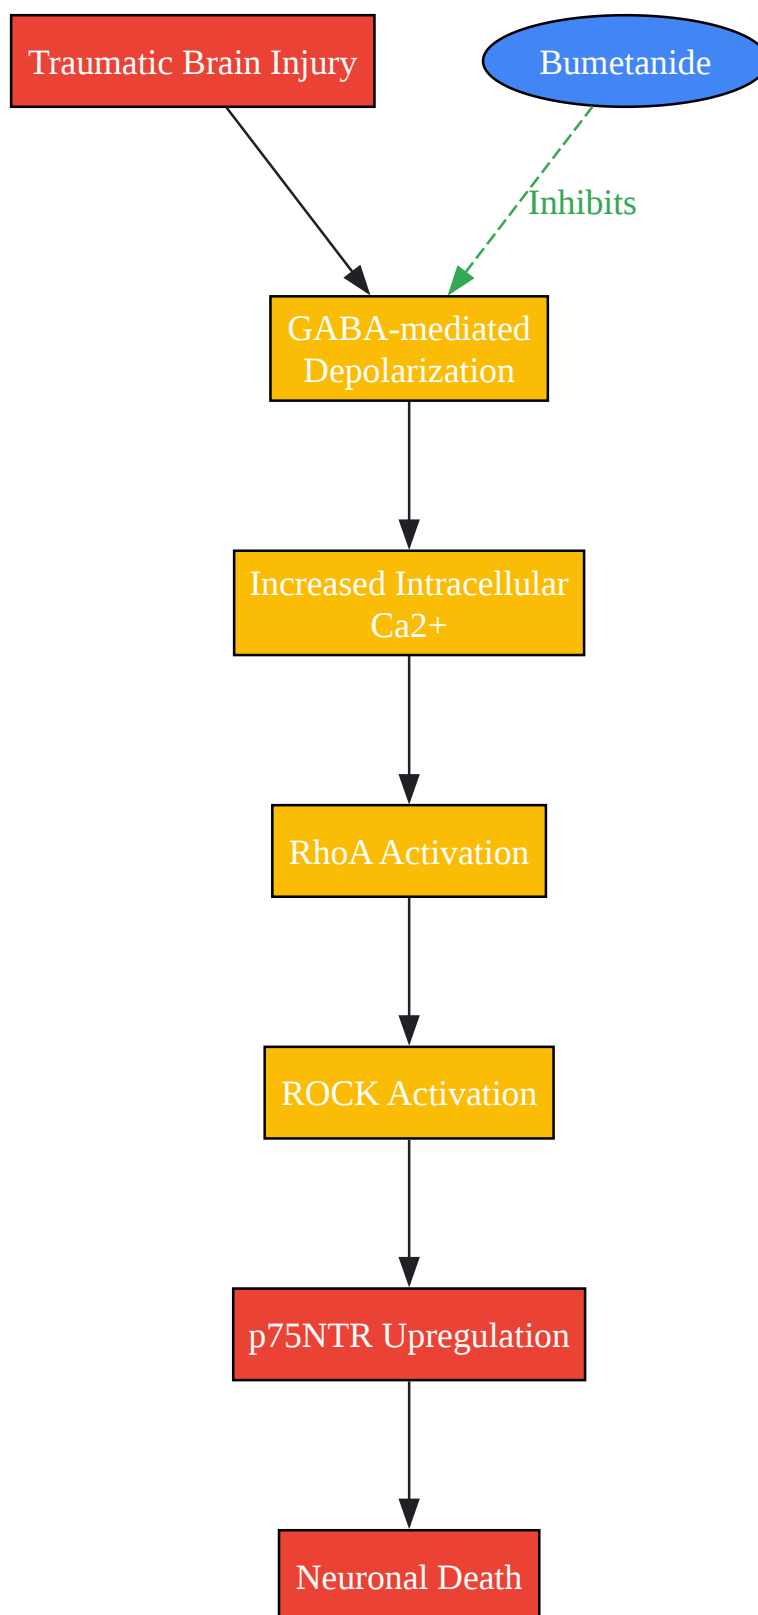 Traumatic Brain Injury
Bumetanide
Inhibits
GABA-mediated
Depolarization
Increased Intracellular
Ca2+
RhoA Activation
ROCK Activation
p75NTR Upregulation
Neuronal Death